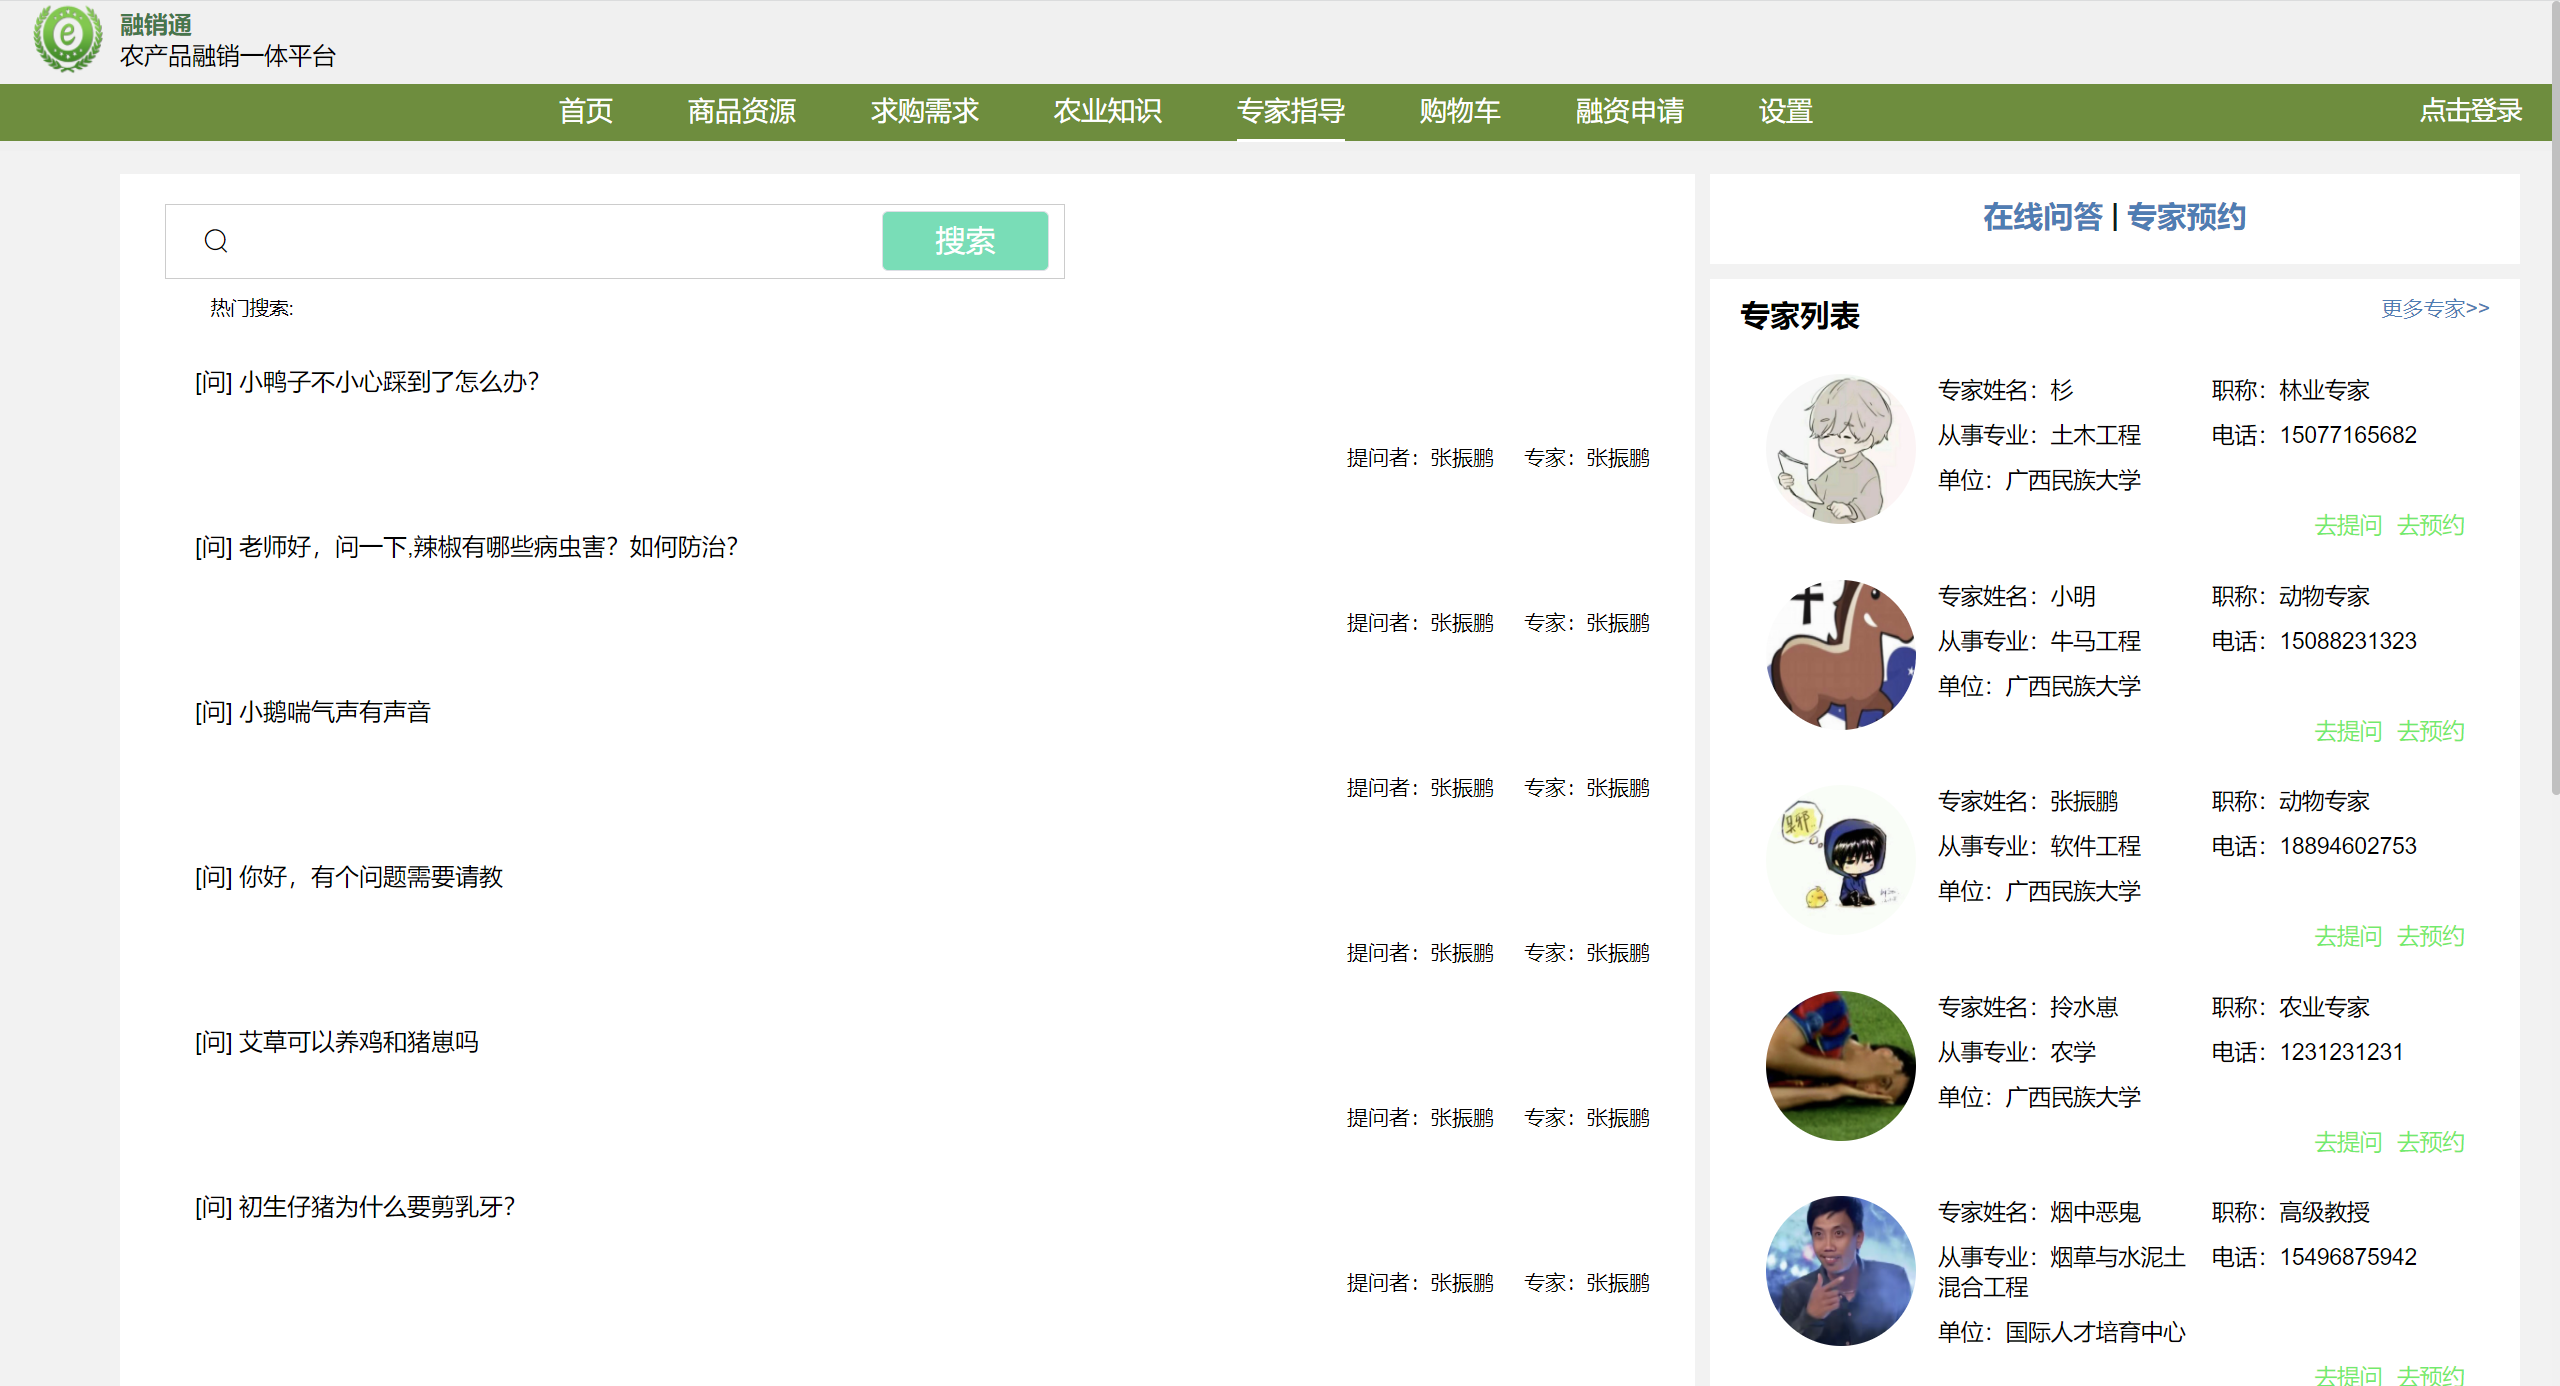 融销通
农产品融销一体平台
首页 商品资源 求购需求 农业知识 专家指导 购物车 融资申请 设置 点击登录
搜索
热门搜索:
[问] 小鸭子不小心踩到了怎么办?
提问者：张振鹏 专家：张振鹏
[问] 老师好，问一下,辣椒有哪些病虫害？如何防治?
提问者：张振鹏 专家：张振鹏
[问] 小鹅喘气声有声音
提问者：张振鹏 专家：张振鹏
[问] 你好，有个问题需要请教
提问者：张振鹏 专家：张振鹏
[问] 艾草可以养鸡和猪崽吗
提问者：张振鹏 专家：张振鹏
[问] 初生仔猪为什么要剪乳牙?
提问者：张振鹏 专家：张振鹏
在线问答 | 专家预约
专家列表
更多专家>>
专家姓名：杉 职称：林业专家
从事专业：土木工程 电话：15077165682
单位：广西民族大学
去提问 去预约
专家姓名：小明 职称：动物专家
从事专业：牛马工程 电话：15088231323
单位：广西民族大学
去提问 去预约
专家姓名：张振鹏 职称：动物专家
从事专业：软件工程 电话：18894602753
单位：广西民族大学
去提问 去预约
专家姓名：拎水崽 职称：农业专家
从事专业：农学 电话：1231231231
单位：广西民族大学
去提问 去预约
专家姓名：烟中恶鬼 职称：高级教授
从事专业：烟草与水泥土 电话：15496875942
混合工程
单位：国际人才培育中心
去提问 去预约